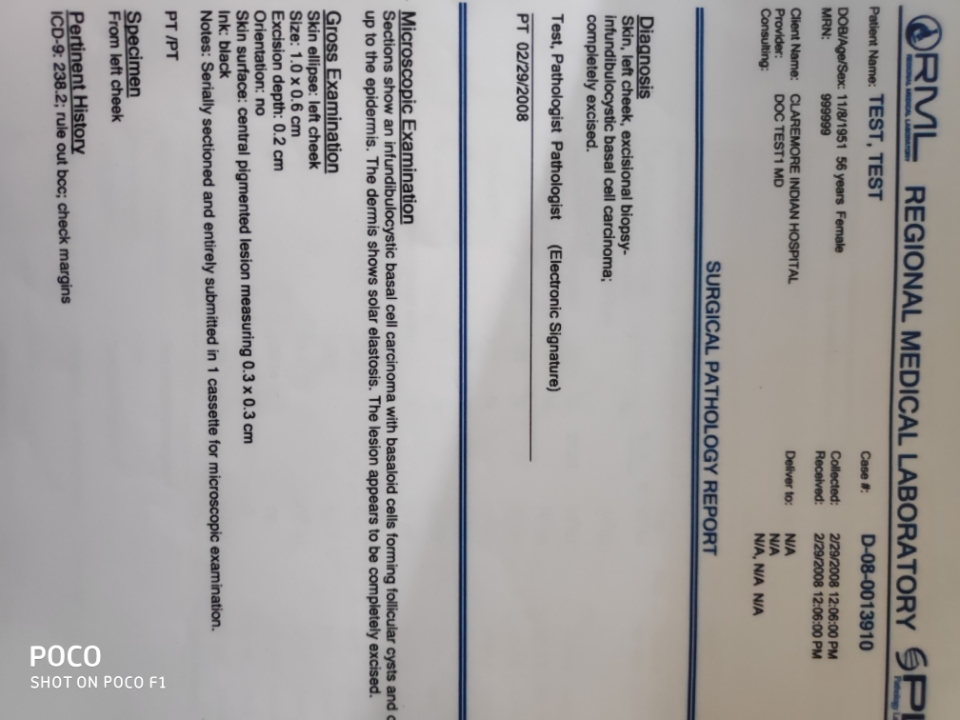 RML REGIONAL MEDICAL LABORATORY
REGIONAL MEDICAL LABORATORY
Patient Name: TEST, TEST Case #: D-08-0013910
DOB/Age/Sex: 11/8/1951 56 years Female Collected: 2/29/2008 12:06:00 PM
MRN: 999999 Received: 2/29/2008 12:06:00 PM
Client Name: CLAREMORE INDIAN HOSPITAL Deliver to: N/A
Provider: DOC TEST1 MD N/A
Consulting: N/A, N/A N/A
SURGICAL PATHOLOGY REPORT
Diagnosis
Skin, left cheek, excisional biopsy-
infundibulocystic basal cell carcinoma;
completely excised.
Test, Pathologist Pathologist (Electronic Signature)
PT 02/29/2008
Microscopic Examination
Sections show an infundibulocystic basal cell carcinoma with basaloid cells forming follicular cysts and
up to the epidermis. The dermis shows solar elastosis. The lesion appears to be completely excised.
Gross Examination
Skin ellipse: left cheek
Size: 1.0 x 0.6 cm
Excision depth: 0.2 cm
Orientation: no
Skin surface: central pigmented lesion measuring 0.3 x 0.3 cm
Ink: black
Notes: Serially sectioned and entirely submitted in 1 cassette for microscopic examination.
PT /PT
Specimen
From left cheek
Pertinent History
ICD-9: 238.2; rule out bcc; check margins
POCO
SHOT ON POCO F1